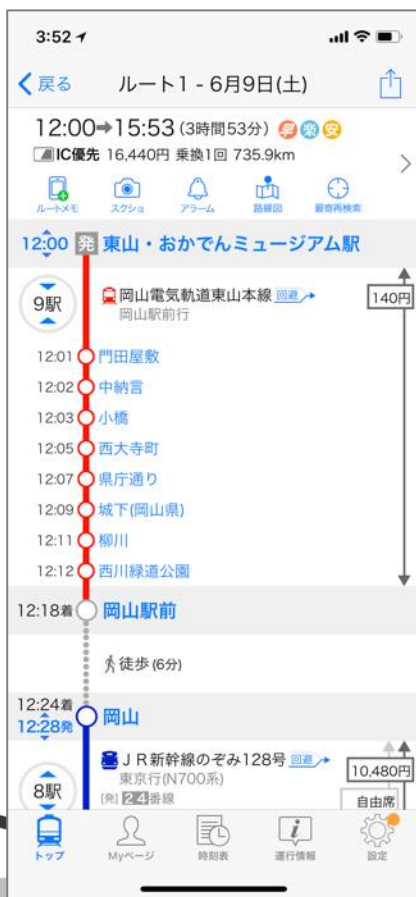 3:52
戻る ルート1 - 6月9日(土)
12:00➡15:53 (3時間53分) 早 楽 安
IC優先 16,440円 乗換1回 735.9km
ルートメモ スクショ アラーム 路線図 最寄再検索
12:00 発 東山・おかでんミュージアム駅
9駅
岡山電気軌道東山本線 回避
岡山駅前行
140円
12:01 門田屋敷
12:02 中納言
12:03 小橋
12:05 西大寺町
12:07 県庁通り
12:09 城下(岡山県)
12:11 柳川
12:12 西川緑道公園
12:18着 岡山駅前
徒歩 (6分)
12:24着
12:28発 岡山
8駅
JR新幹線のぞみ128号 回避
東京行(N700系)
[発] 24番線
10,480円
自由席
トップ Myページ 時刻表 運行情報 設定